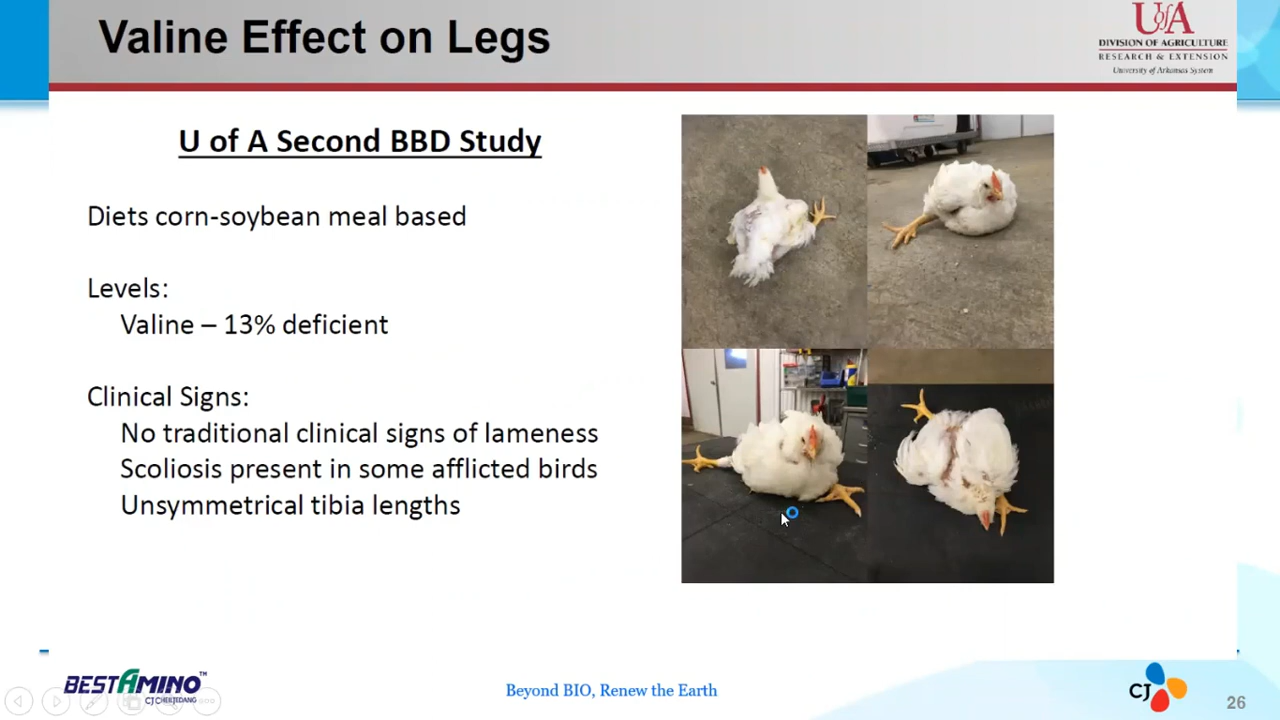 Valine Effect on Legs
UofA
DIVISION OF AGRICULTURE
RESEARCH & EXTENSION
University of Arkansas System
U of A Second BBD Study
Diets corn-soybean meal based
Levels:
Valine – 13% deficient
Clinical Signs:
No traditional clinical signs of lameness
Scoliosis present in some afflicted birds
Unsymmetrical tibia lengths
BESTAMINO™
CJ CHEILJEDANG
Beyond BIO, Renew the Earth
CJ
26